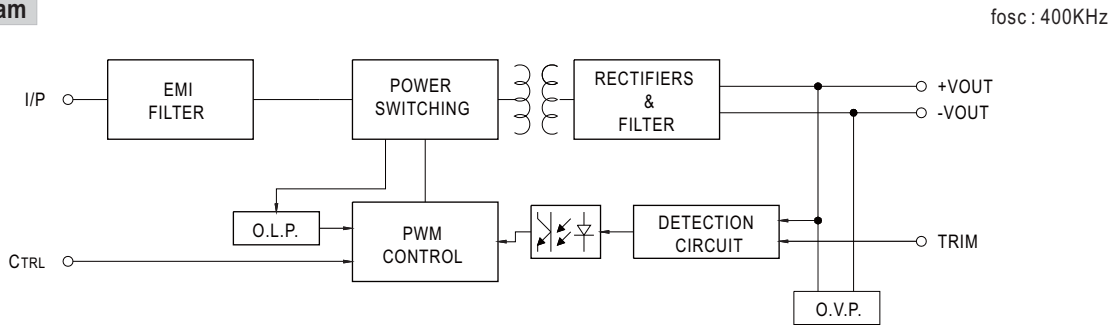 am
fosc : 400KHz
I/P
EMI
FILTER
POWER
SWITCHING
RECTIFIERS
&
FILTER
+VOUT
-VOUT
O.L.P.
PWM
CONTROL
DETECTION
CIRCUIT
TRIM
CTRL
O.V.P.